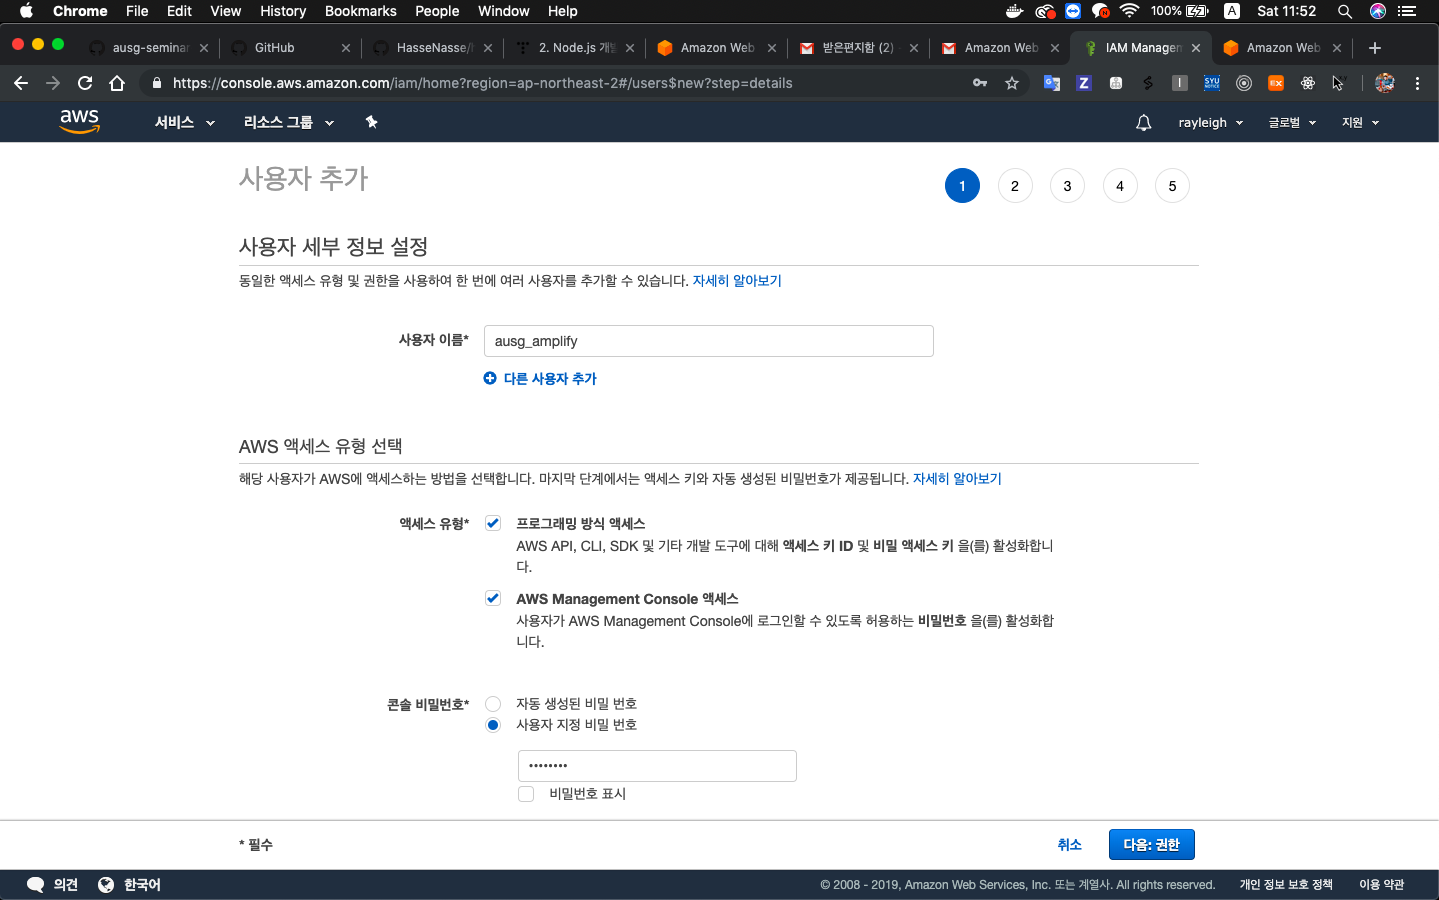 Chrome File Edit View History Bookmarks People Window Help
100% A Sat 11:52
ausg-seminar
GitHub
HasseNasse/
2. Node.js 개발
Amazon Web
받은편지함 (2) -
Amazon Web
IAM Managem
Amazon Web
https://console.aws.amazon.com/iam/home?region=ap-northeast-2#/users$new?step=details
aws 서비스 리소스 그룹 rayleigh 글로벌 지원
사용자 추가
1 2 3 4 5
사용자 세부 정보 설정
동일한 액세스 유형 및 권한을 사용하여 한 번에 여러 사용자를 추가할 수 있습니다. 자세히 알아보기
사용자 이름* ausg_amplify
다른 사용자 추가
AWS 액세스 유형 선택
해당 사용자가 AWS에 액세스하는 방법을 선택합니다. 마지막 단계에서는 액세스 키와 자동 생성된 비밀번호가 제공됩니다. 자세히 알아보기
액세스 유형* 프로그래밍 방식 액세스
AWS API, CLI, SDK 및 기타 개발 도구에 대해 액세스 키 ID 및 비밀 액세스 키 을(를) 활성화합니
다.
AWS Management Console 액세스
사용자가 AWS Management Console에 로그인할 수 있도록 허용하는 비밀번호 을(를) 활성화합
니다.
콘솔 비밀번호* 자동 생성된 비밀 번호
사용자 지정 비밀 번호
••••••••
비밀번호 표시
* 필수 취소 다음: 권한
의견 한국어 © 2008 - 2019, Amazon Web Services, Inc. 또는 계열사. All rights reserved. 개인 정보 보호 정책 이용 약관